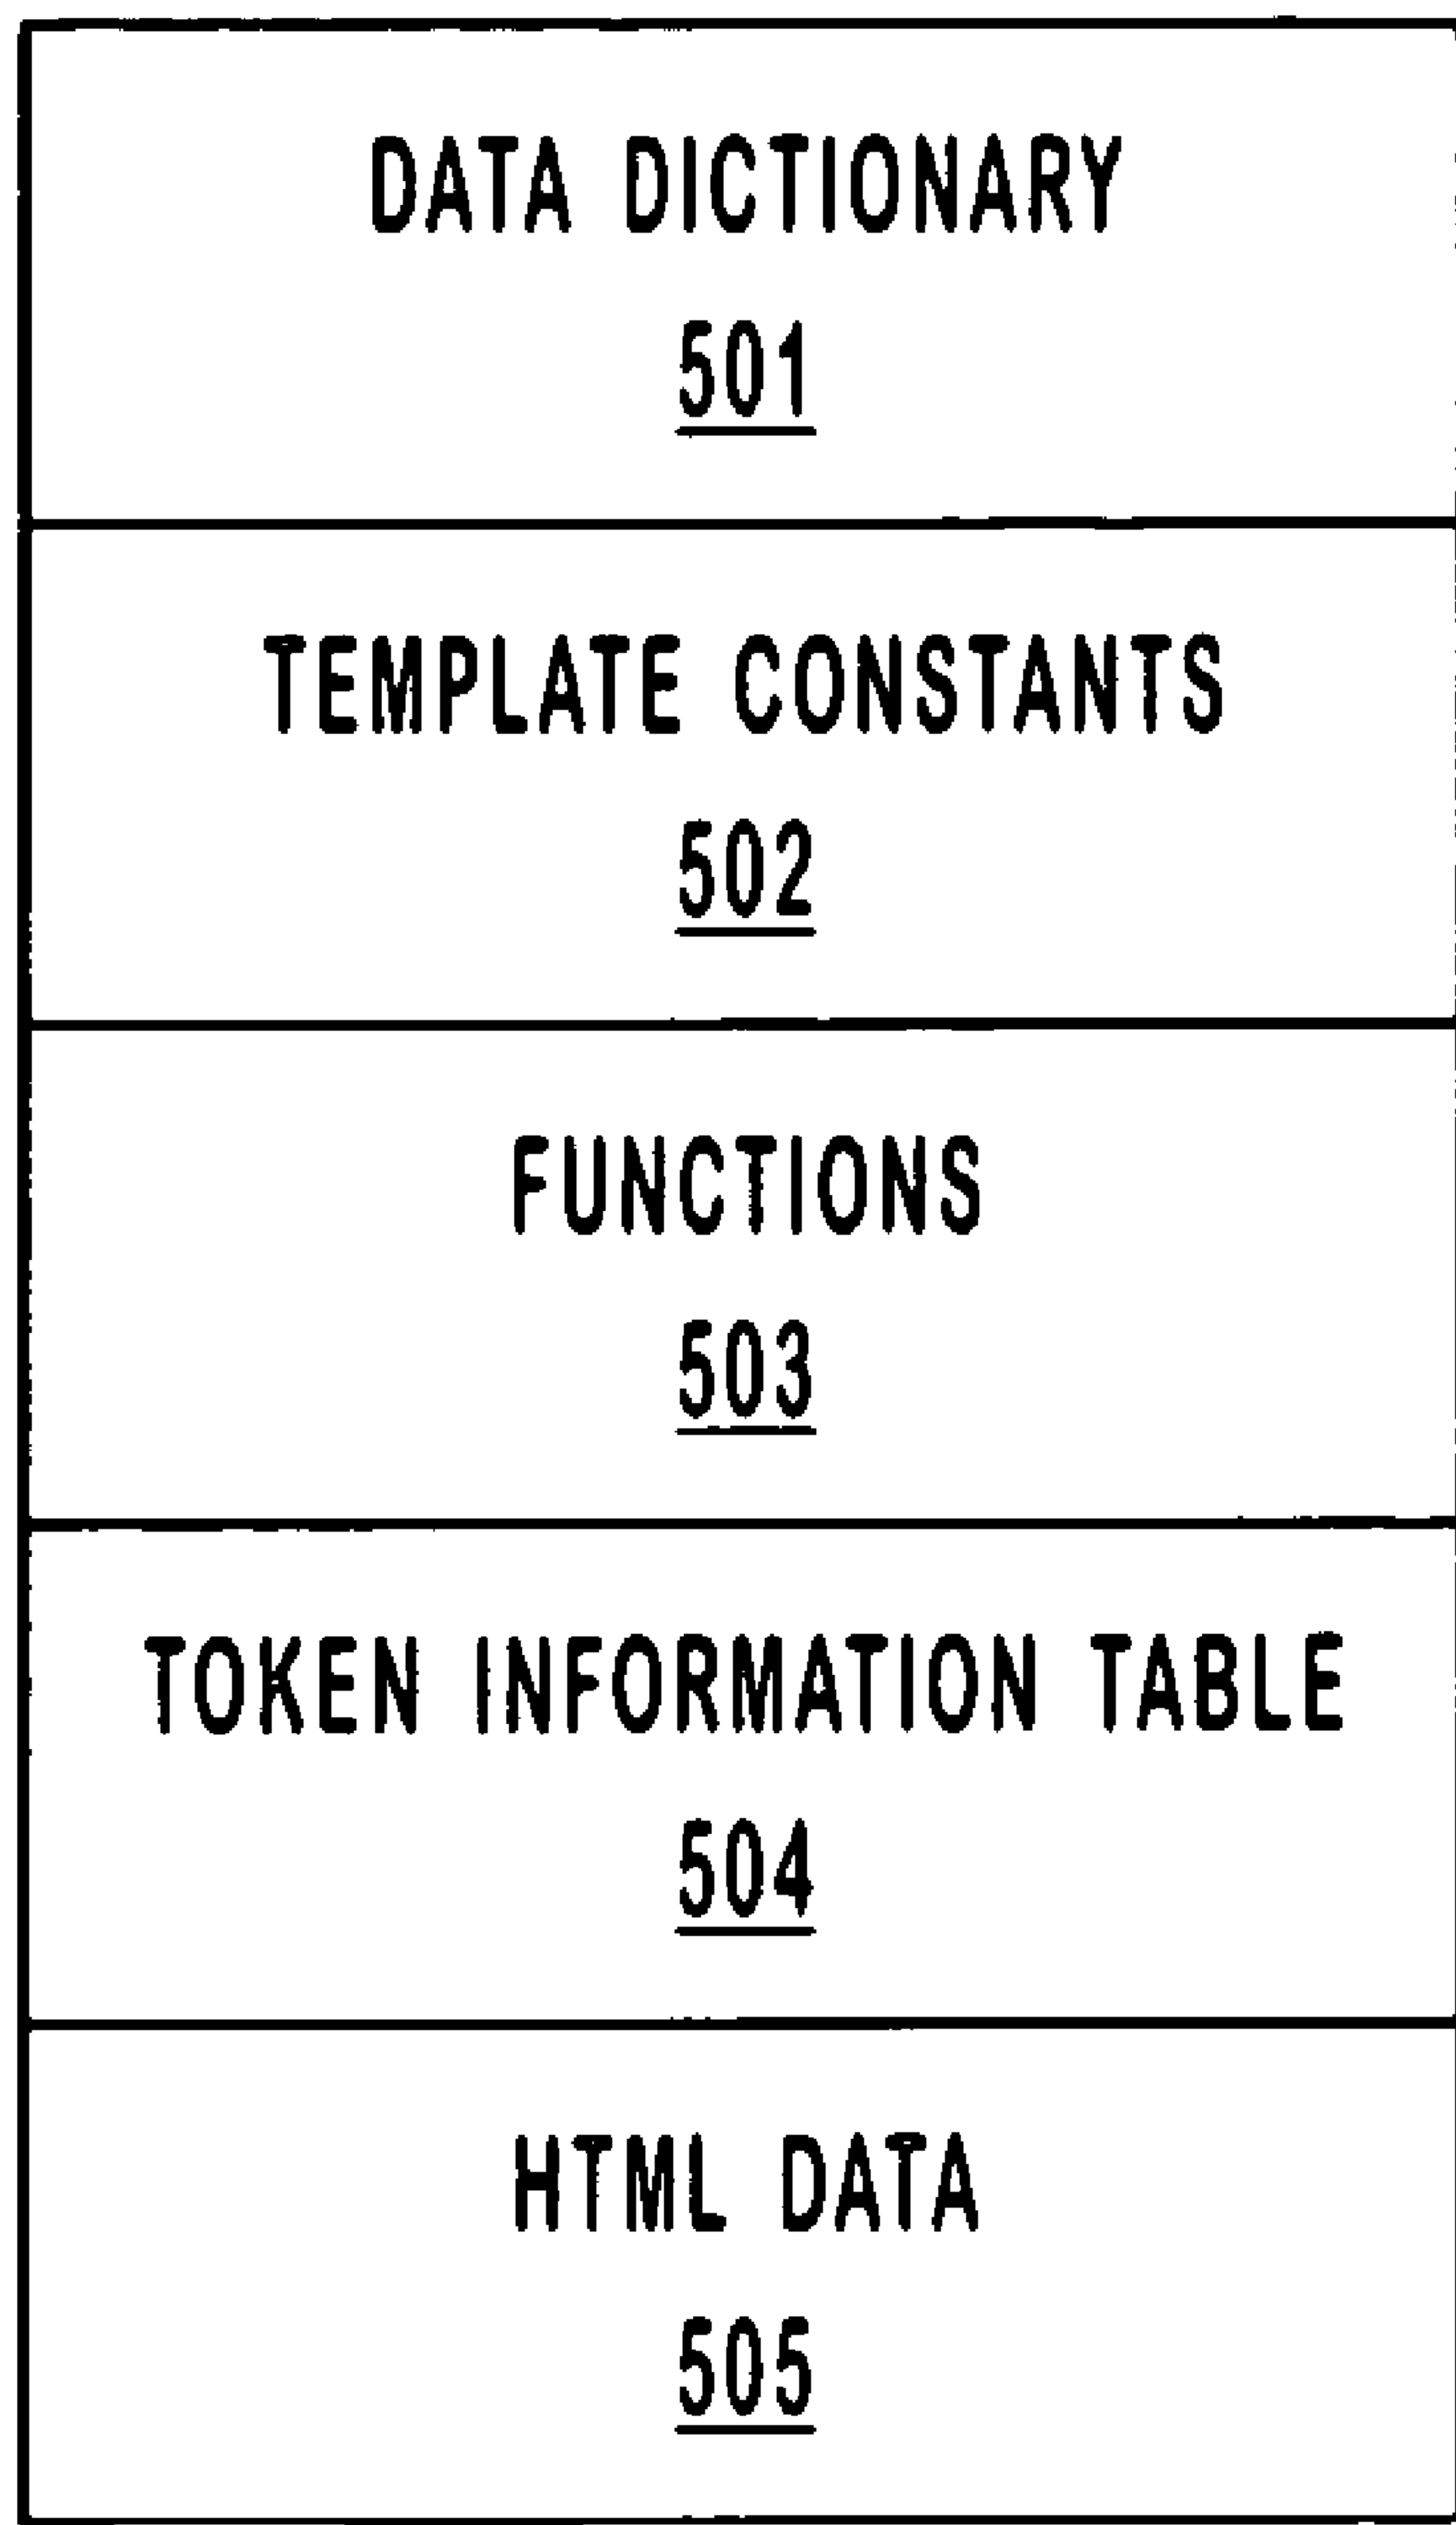 DATA DICTIONARY
501
TEMPLATE CONSTANTS
502
FUNCTIONS
503
TOKEN INFORMATION TABLE
504
HTML DATA
505